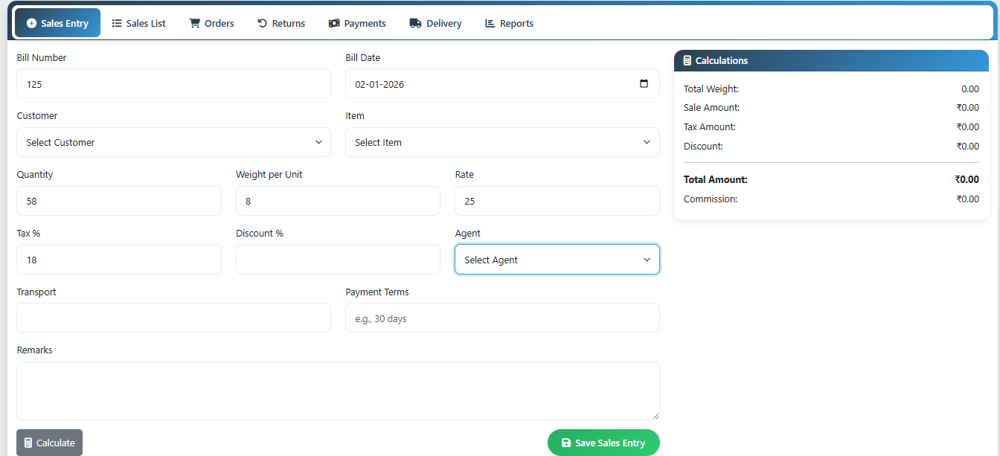 Sales Entry Sales List Orders Returns Payments Delivery Reports
Bill Number Bill Date
125 02-01-2026
Customer Item
Select Customer Select Item
Quantity Weight per Unit Rate
58 8 25
Tax % Discount % Agent
18 Select Agent
Transport Payment Terms
e.g., 30 days
Remarks
Calculate Save Sales Entry
Calculations
Total Weight: 0.00
Sale Amount: ₹0.00
Tax Amount: ₹0.00
Discount: ₹0.00
Total Amount: ₹0.00
Commission: ₹0.00